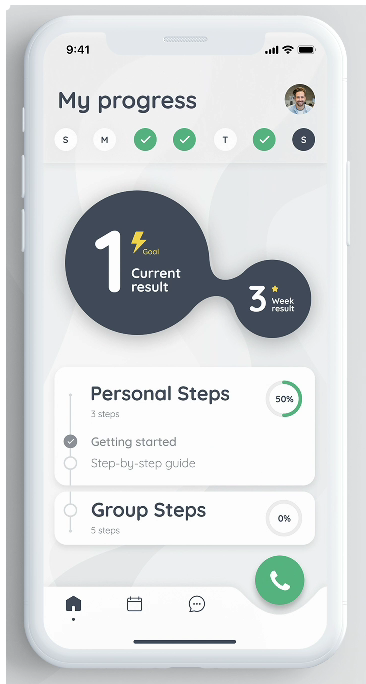 9:41
My progress
S M T S
1 Goal
Current
result
3 Week
result
Personal Steps
50%
3 steps
Getting started
Step-by-step guide
Group Steps
0%
5 steps